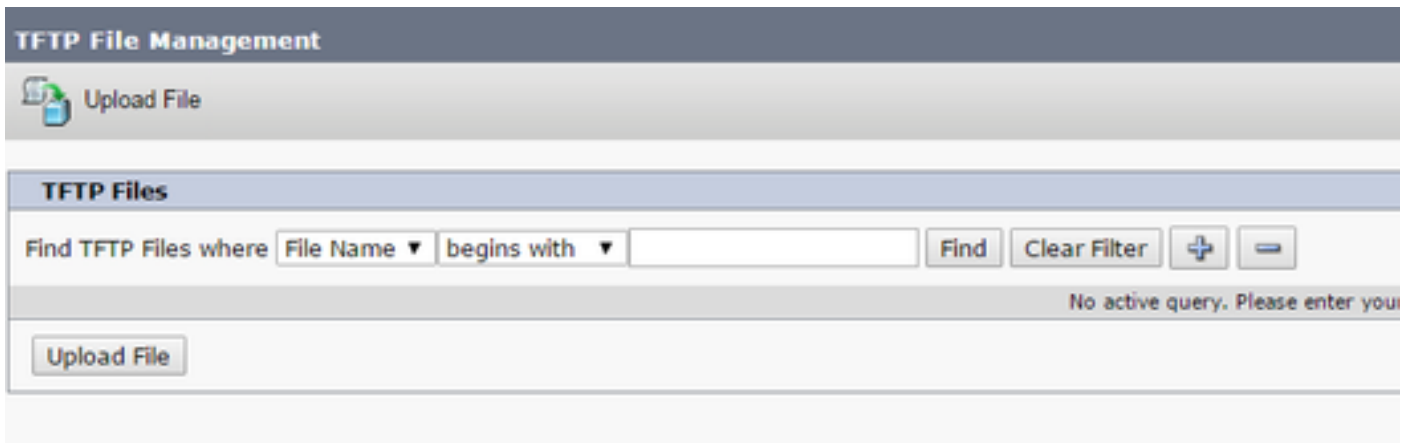 TFTP File Management
Upload File
TFTP Files
Find TFTP Files where File Name begins with Find Clear Filter
No active query. Please enter your
Upload File